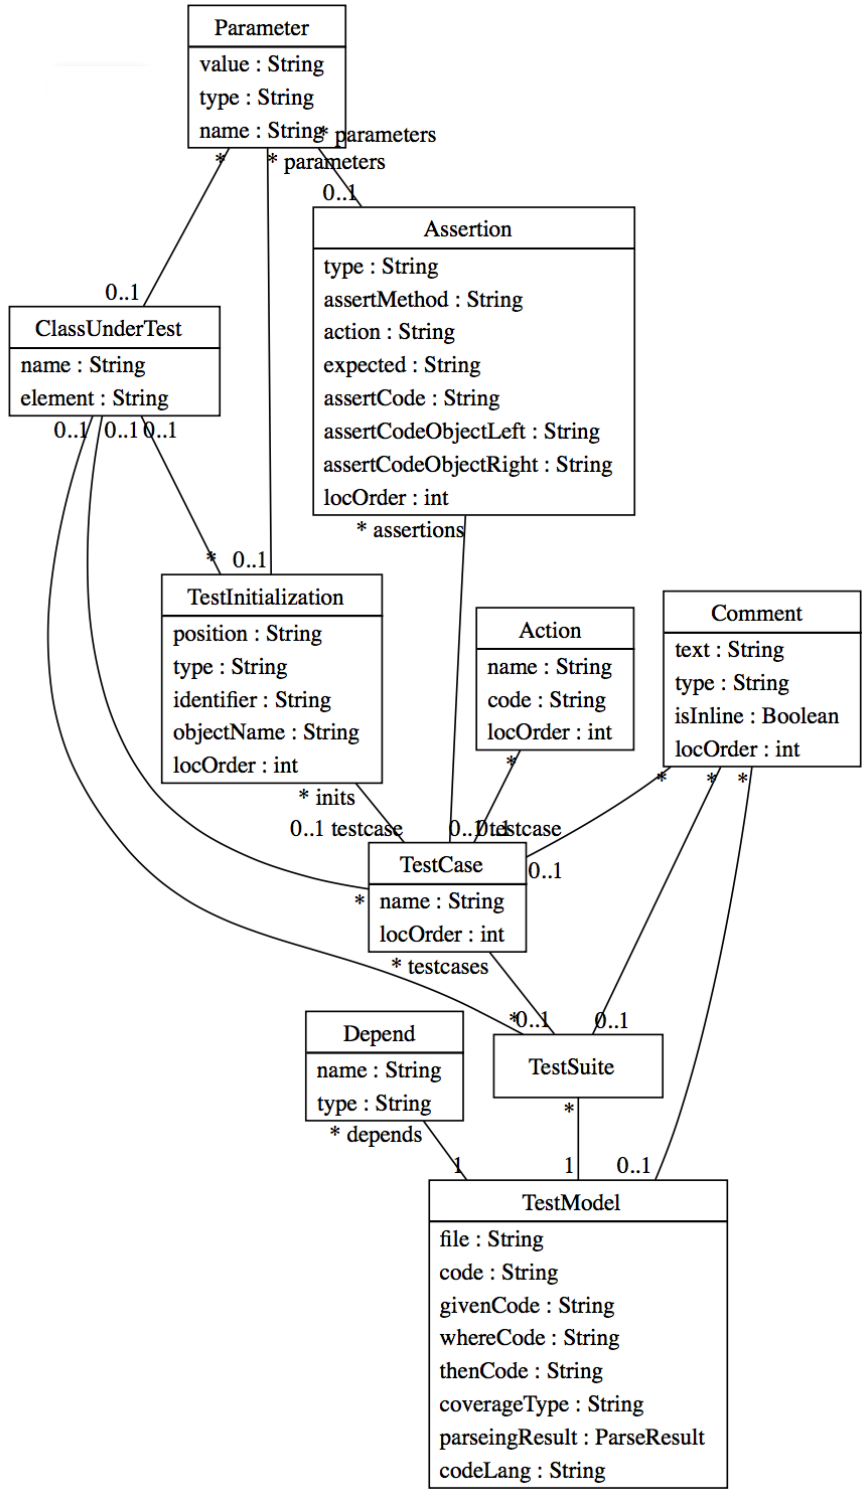 Parameter
value : String
type : String
name : String
* parameters
*
* parameters
0..1
Assertion
type : String
assertMethod : String
action : String
expected : String
assertCode : String
assertCodeObjectLeft : String
assertCodeObjectRight : String
locOrder : int
* assertions
0..1
ClassUnderTest
name : String
element : String
0..1
0..1
0..1
*
0..1
TestInitialization
position : String
type : String
identifier : String
objectName : String
locOrder : int
* inits
0..1 testcase
Action
name : String
code : String
locOrder : int
*
Comment
text : String
type : String
isInline : Boolean
locOrder : int
*
*
*
0..1 testcase
0..1
0..1
TestCase
name : String
locOrder : int
*
* testcases
*
0..1
0..1
Depend
name : String
type : String
* depends
TestSuite
*
1
1
0..1
TestModel
file : String
code : String
givenCode : String
whereCode : String
thenCode : String
coverageType : String
parseingResult : ParseResult
codeLang : String